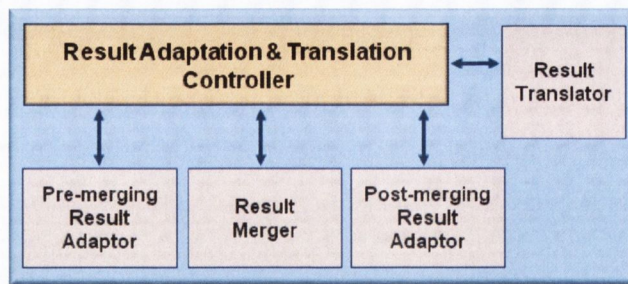 Result Adaptation & Translation
Controller
Result
Translator
Pre-merging
Result
Adaptor
Result
Merger
Post-merging
Result
Adaptor